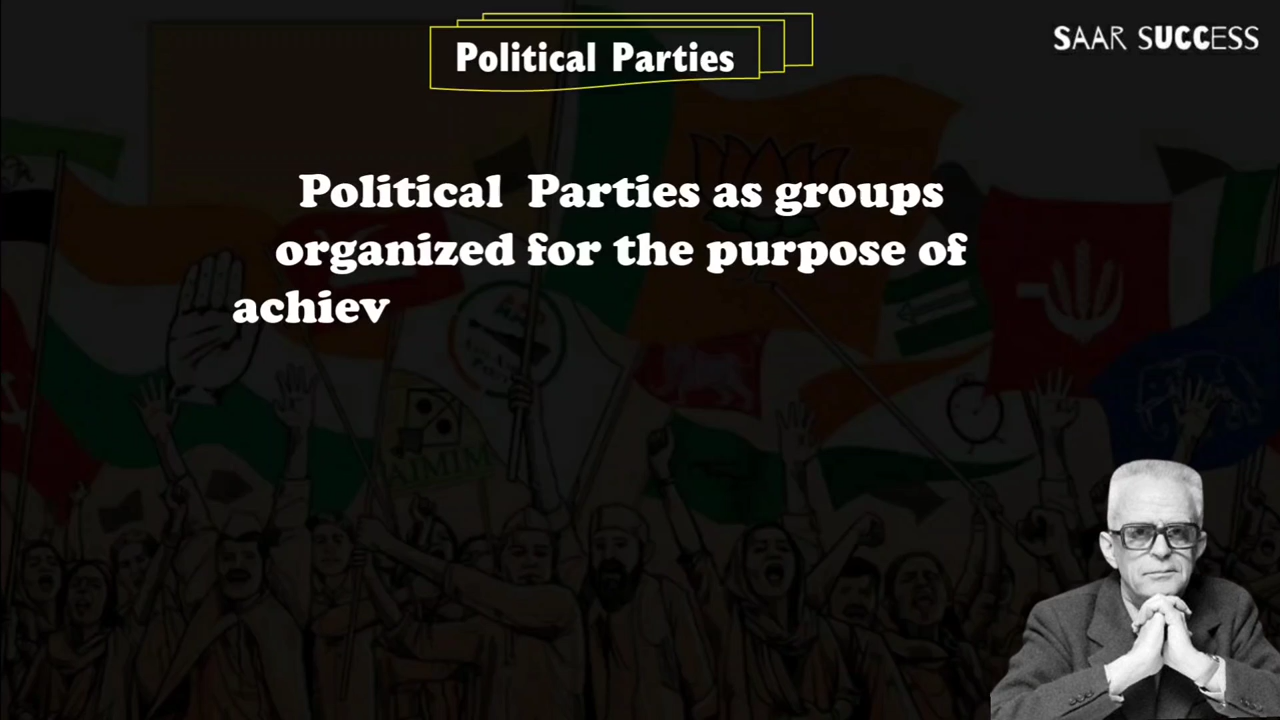 Political Parties
SAAR SUCCESS
Political Parties as groups
organized for the purpose of
achiev
AIMIM